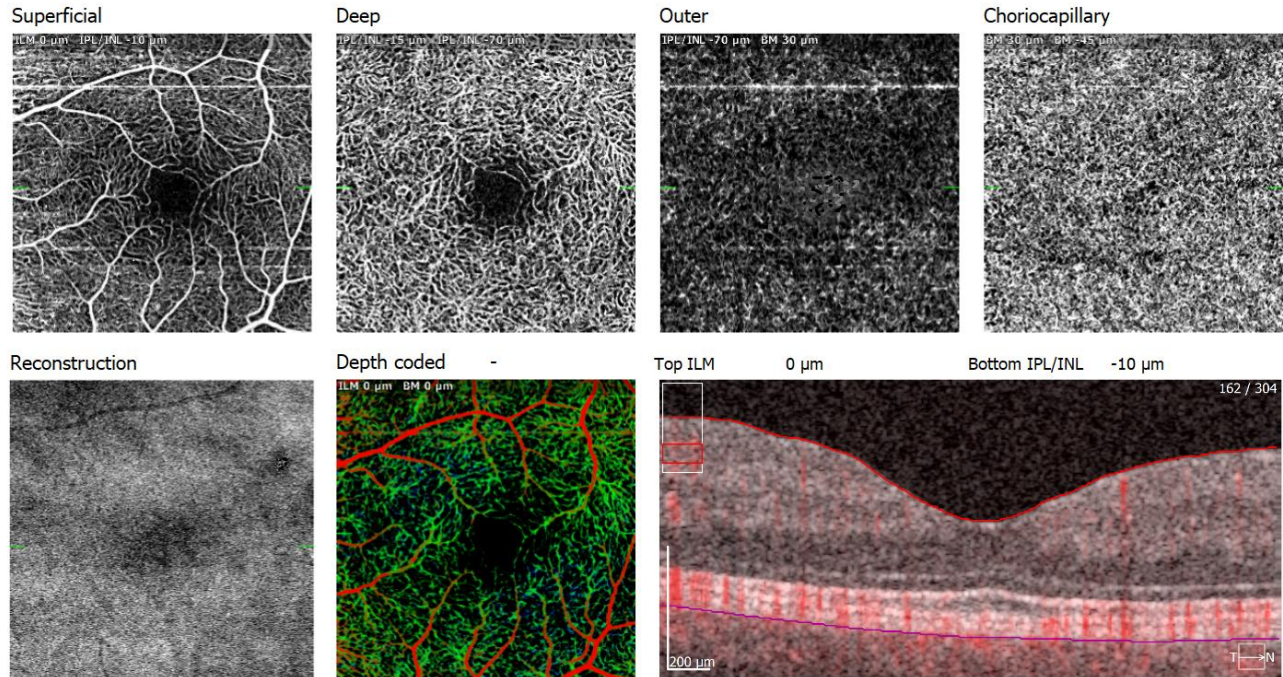 Superficial
Deep
Outer
Choriocapillary
ILM 0 µm IPL/INL -10 µm
IPL/INL -15 µm IPL/INL -70 µm
IPL/INL -70 µm BM 30 µm
BM 30 µm BM -45 µm
Reconstruction
Depth coded -
Top ILM 0 µm Bottom IPL/INL -10 µm
ILM 0 µm BM 0 µm
162 / 304
200 µm
T→N